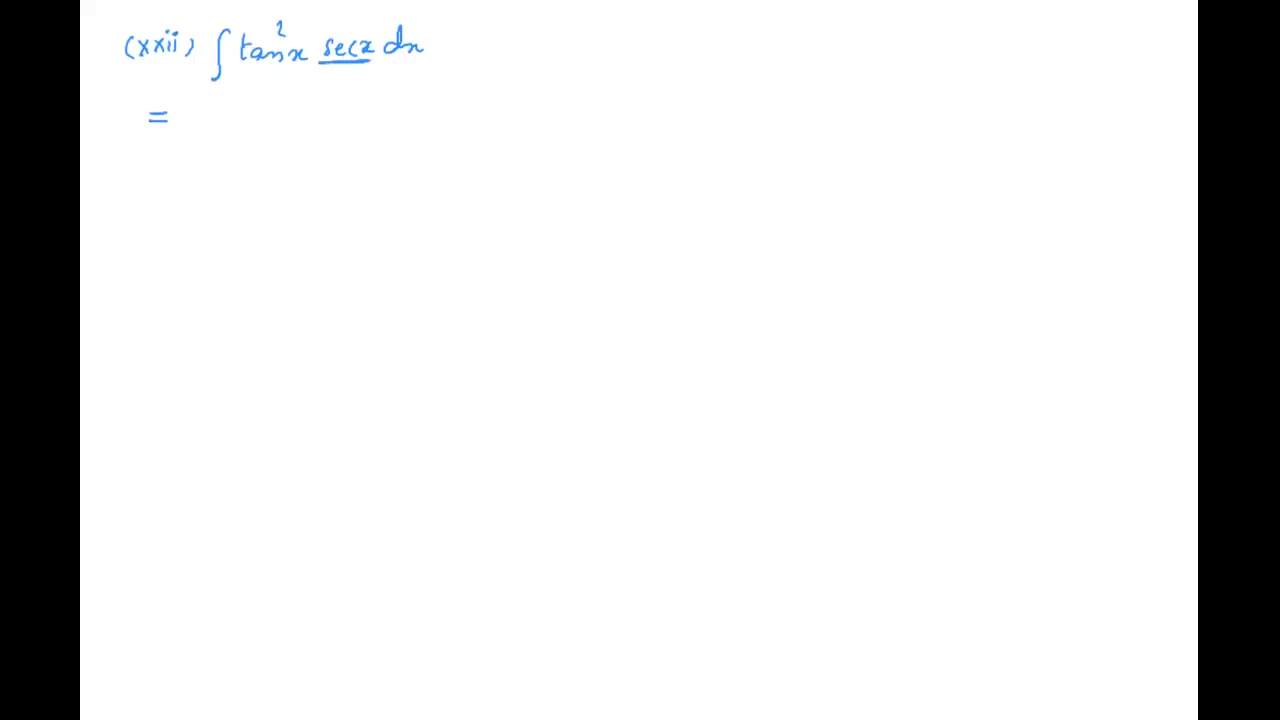 (xxii) ∫ tan²x secx dx
=